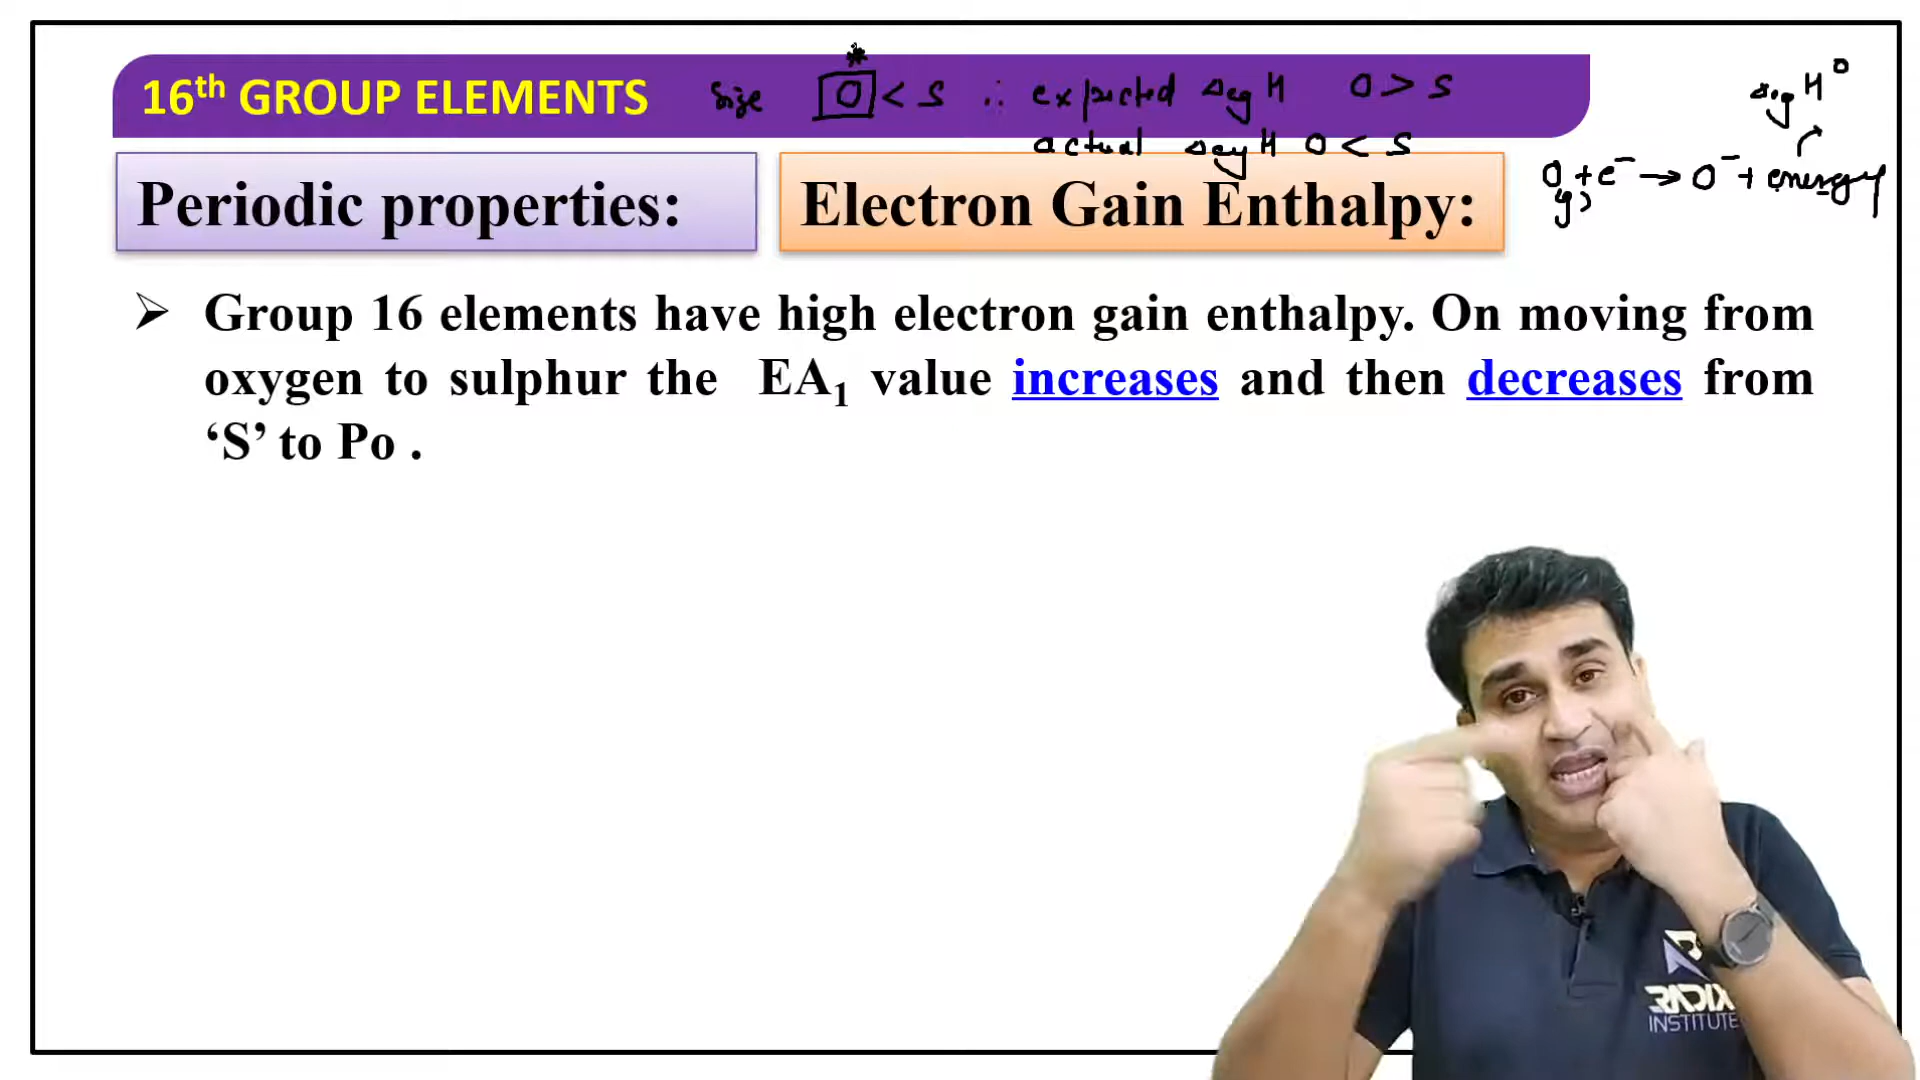 16th GROUP ELEMENTS
size O < S ∴ expected ΔegH O > S
actual ΔegH O < S
ΔegH⁰
O(g) + e⁻ → O⁻ + energy
Periodic properties:
Electron Gain Enthalpy:
➢ Group 16 elements have high electron gain enthalpy. On moving from
oxygen to sulphur the EA₁ value increases and then decreases from
‘S’ to Po .
RADIX
INSTITUTE